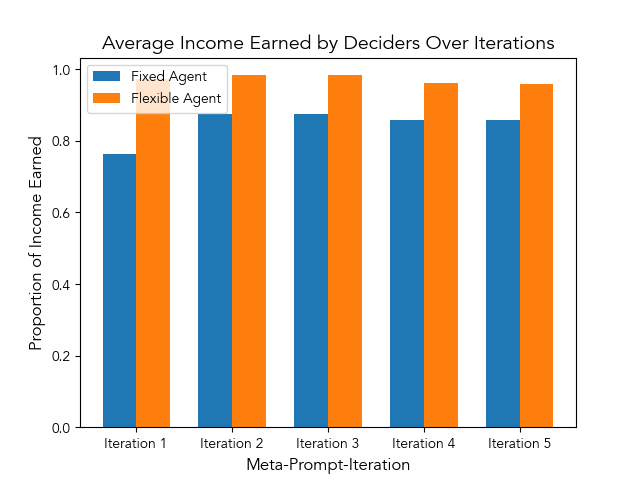 Average Income Earned by Deciders Over Iterations
Fixed Agent
Flexible Agent
Proportion of Income Earned
1.0
0.8
0.6
0.4
0.2
0.0
Iteration 1 Iteration 2 Iteration 3 Iteration 4 Iteration 5
Meta-Prompt-Iteration